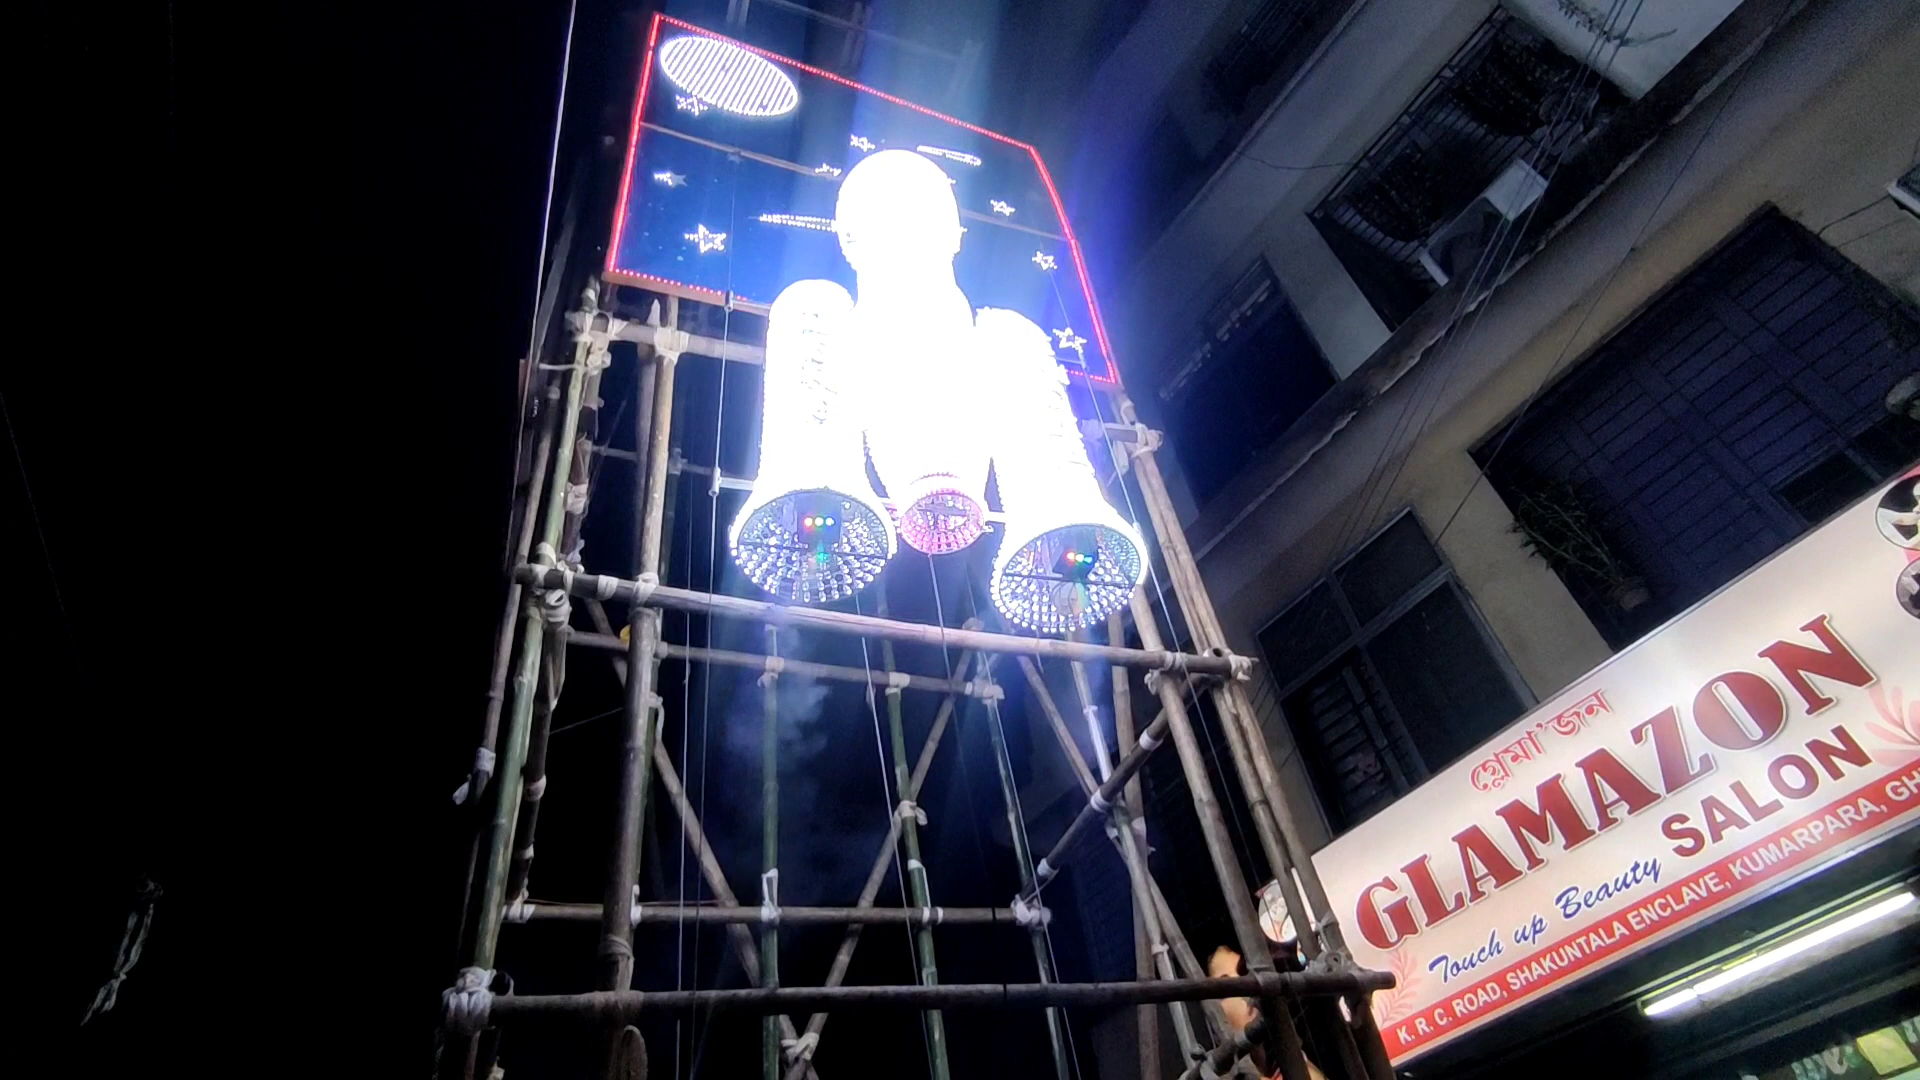 গ্লেমা'জন
GLAMAZON
Touch up Beauty SALON
K. R. C. ROAD, SHAKUNTALA ENCLAVE, KUMARPARA, GH